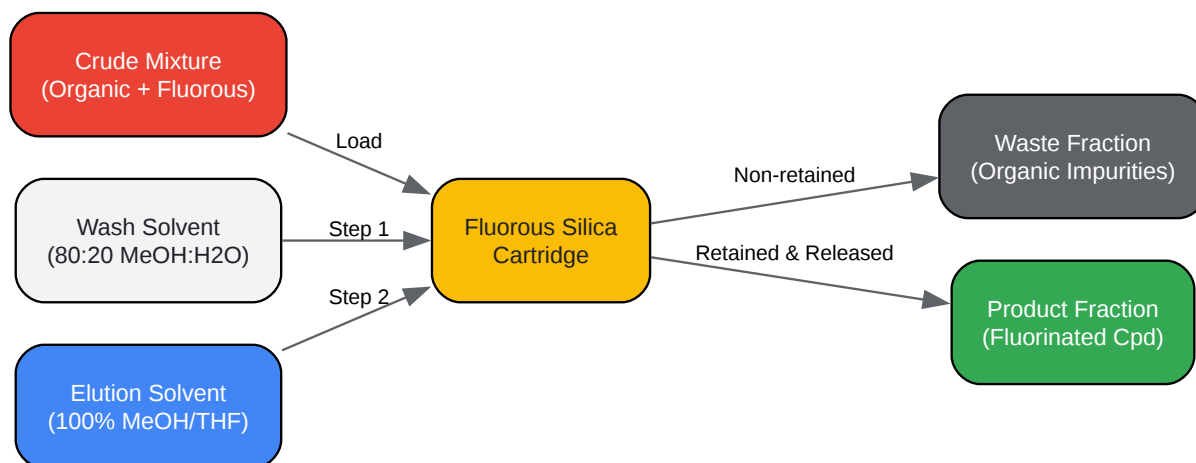 Crude Mixture
(Organic + Fluorous)
Load
Wash Solvent
(80:20 MeOH:H2O)
Step 1
Step 2
Elution Solvent
(100% MeOH/THF)
Fluorous Silica
Cartridge
Non-retained
Retained & Released
Waste Fraction
(Organic Impurities)
Product Fraction
(Fluorinated Cpd)